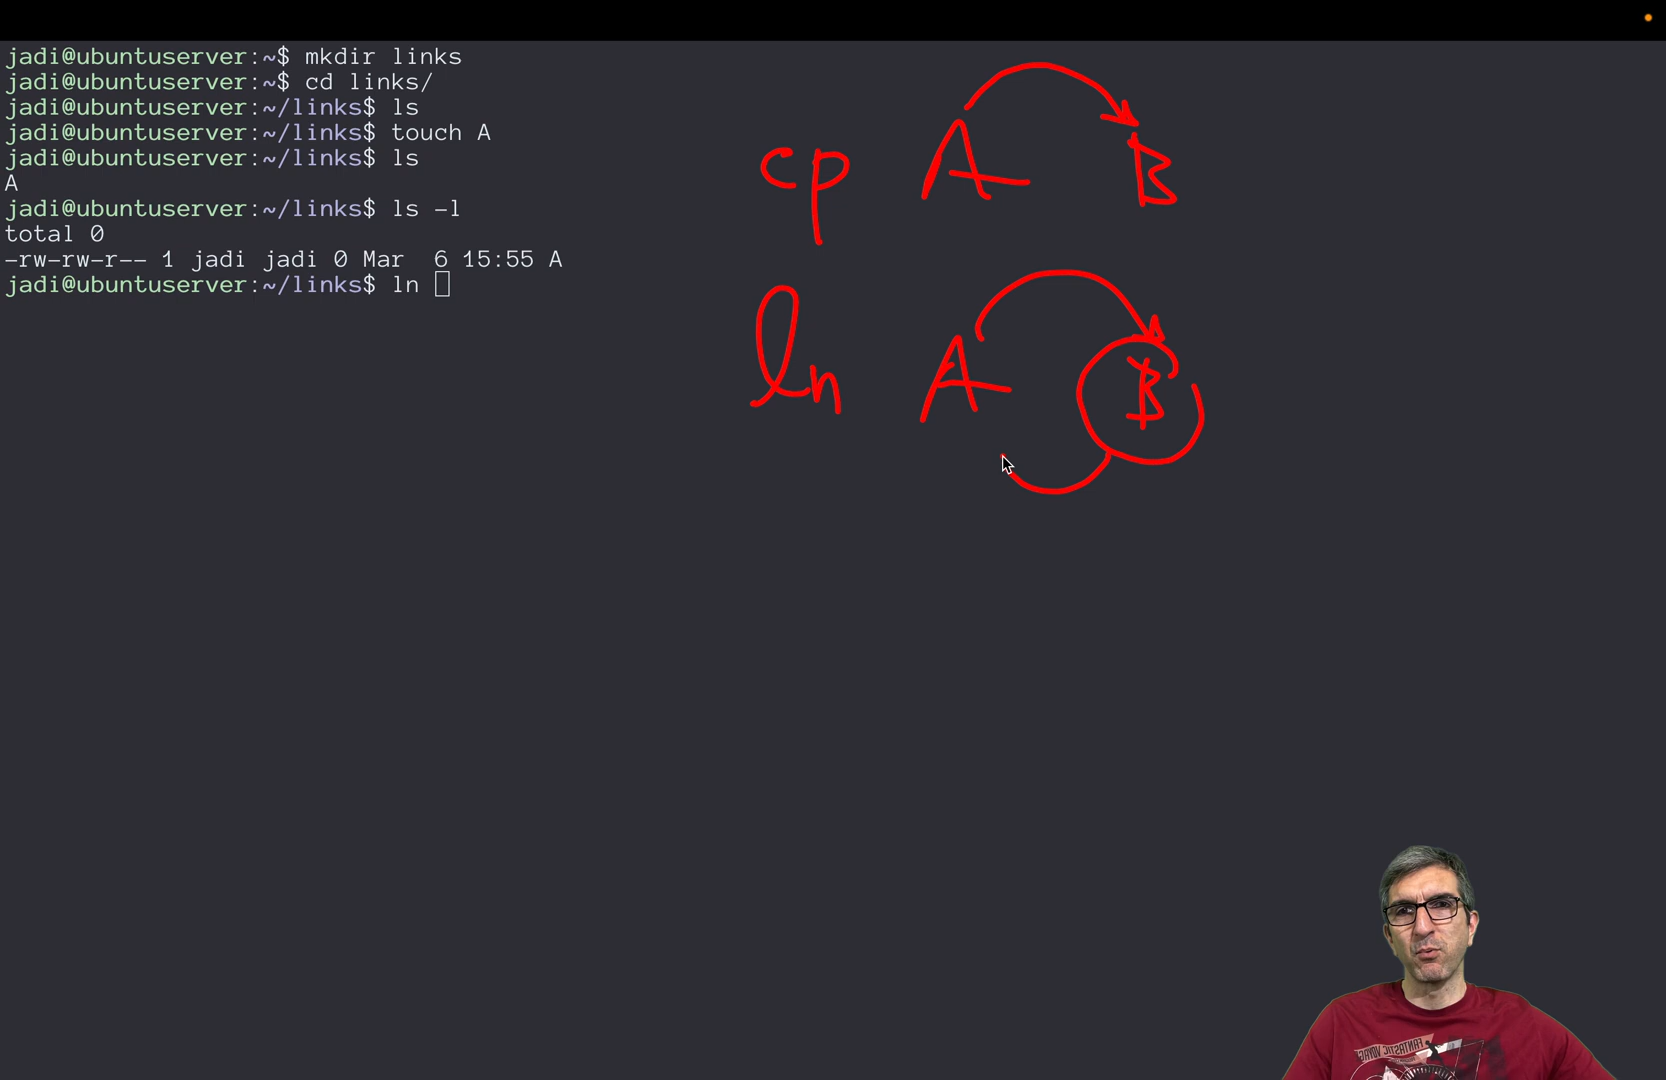 jadi@ubuntuserver:~$ mkdir links
jadi@ubuntuserver:~$ cd links/
jadi@ubuntuserver:~/links$ ls
jadi@ubuntuserver:~/links$ touch A
jadi@ubuntuserver:~/links$ ls
A
jadi@ubuntuserver:~/links$ ls -l
total 0
-rw-rw-r-- 1 jadi jadi 0 Mar  6 15:55 A
jadi@ubuntuserver:~/links$ ln
cp A B
ln A B
FANTASTIC